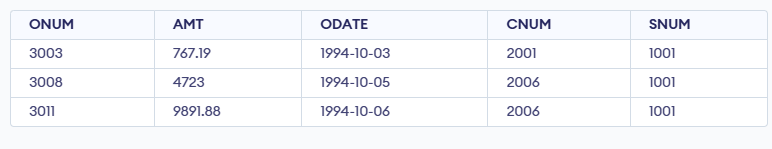 ONUM AMT ODATE CNUM SNUM
3003 767.19 1994-10-03 2001 1001
3008 4723 1994-10-05 2006 1001
3011 9891.88 1994-10-06 2006 1001